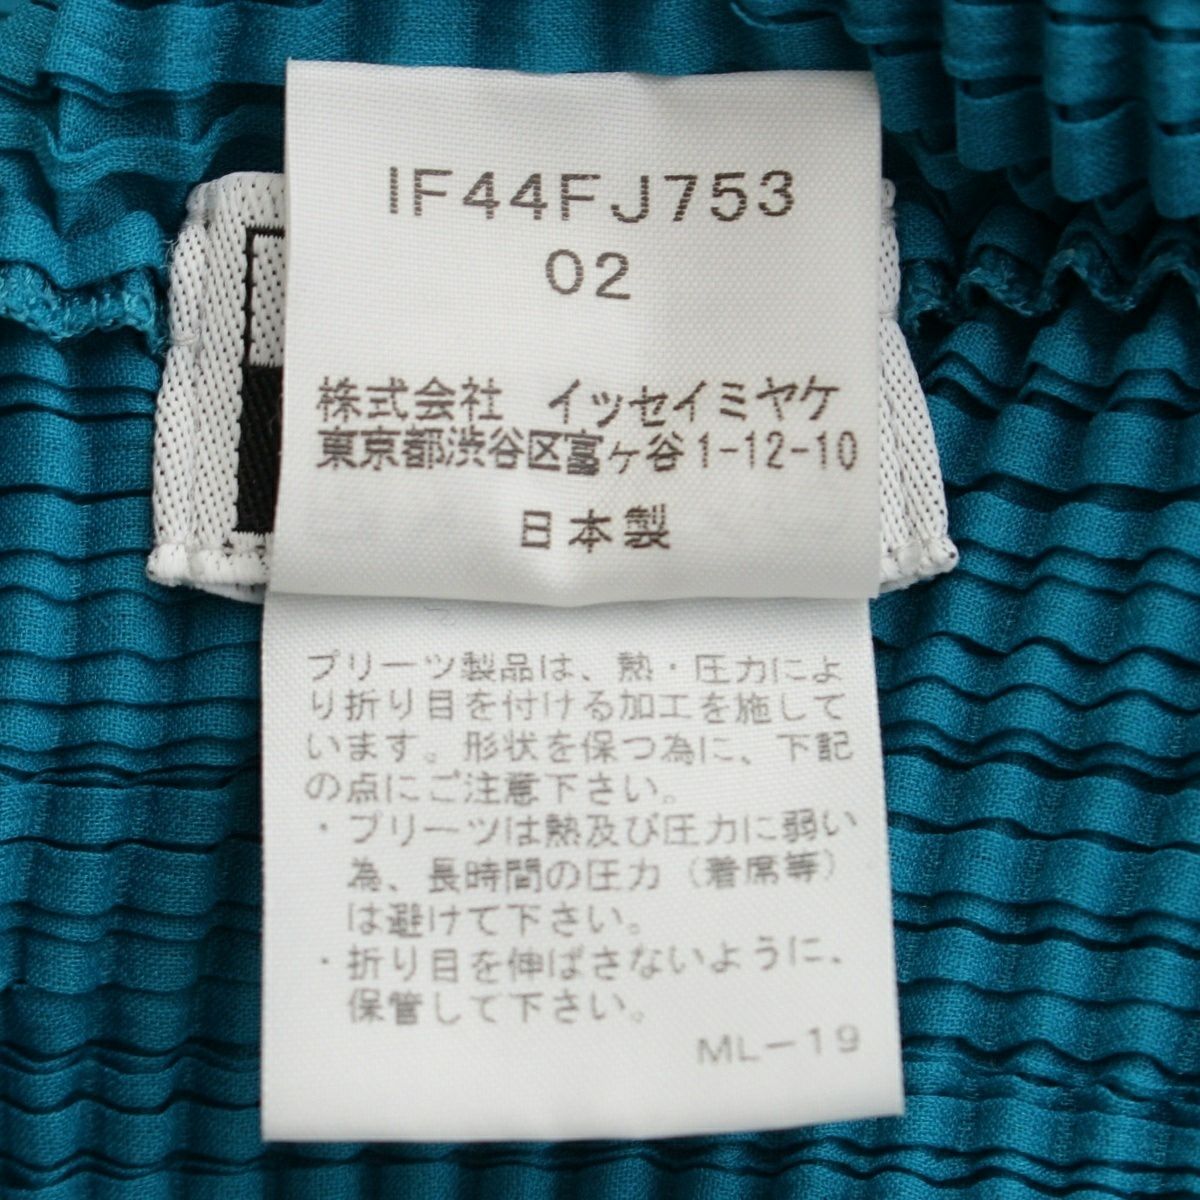 IF44FJ753
02
株式会社 イッセイミヤケ
東京都渋谷区富ヶ谷1-12-10
日本製
プリーツ製品は、熱・圧力によ
り折り目を付ける加工を施して
います。形状を保つ為に、下記
の点にご注意下さい。
・プリーツは熱及び圧力に弱い
為、長時間の圧力（着席等）
は避けて下さい。
・折り目を伸ばさないように、
保管して下さい。
ML-19